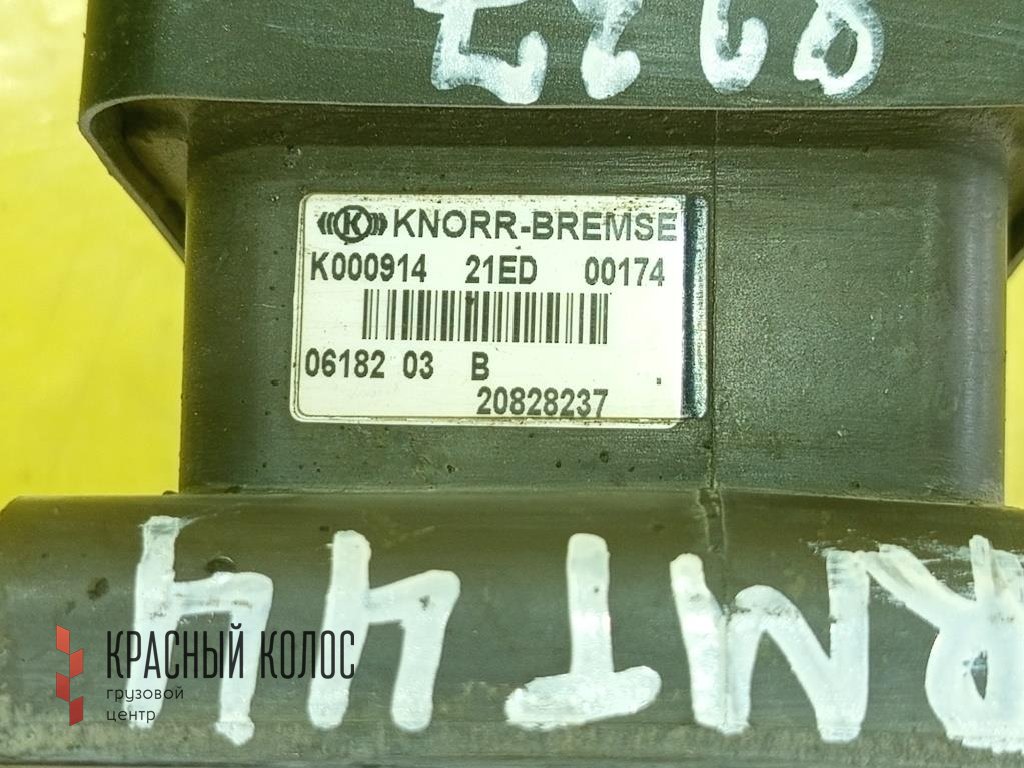 KNORR-BREMSE
K000914 21ED 00174
06182 03 B
20828237
КРАСНЫЙ КОЛОС
грузовой
центр